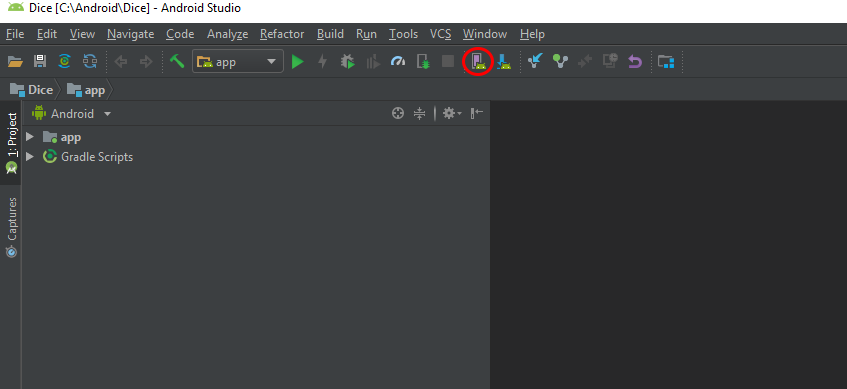 Dice [C:\Android\Dice] - Android Studio
File Edit View Navigate Code Analyze Refactor Build Run Tools VCS Window Help
app
Dice app
1: Project
Android
app
Gradle Scripts
Captures